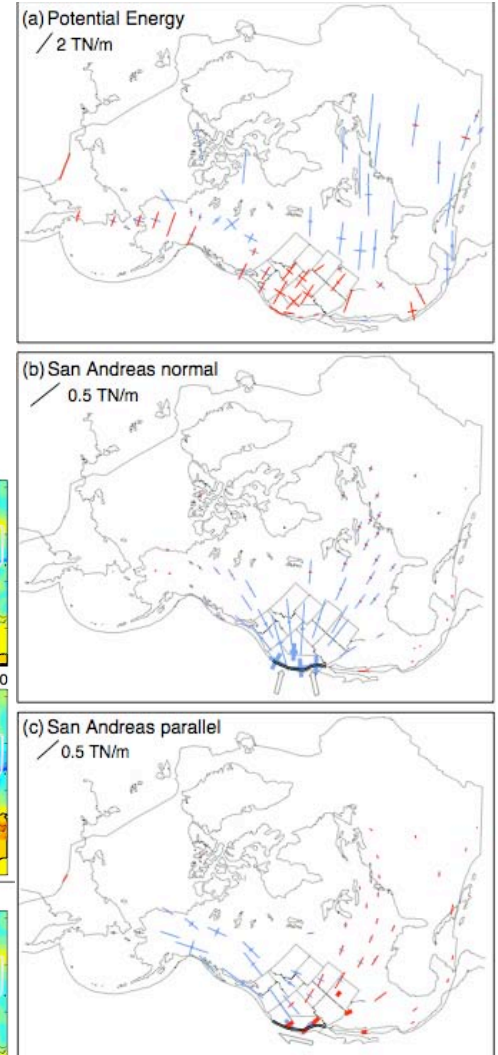 (a) Potential Energy
2 TN/m
(b) San Andreas normal
0.5 TN/m
0
(c) San Andreas parallel
0.5 TN/m